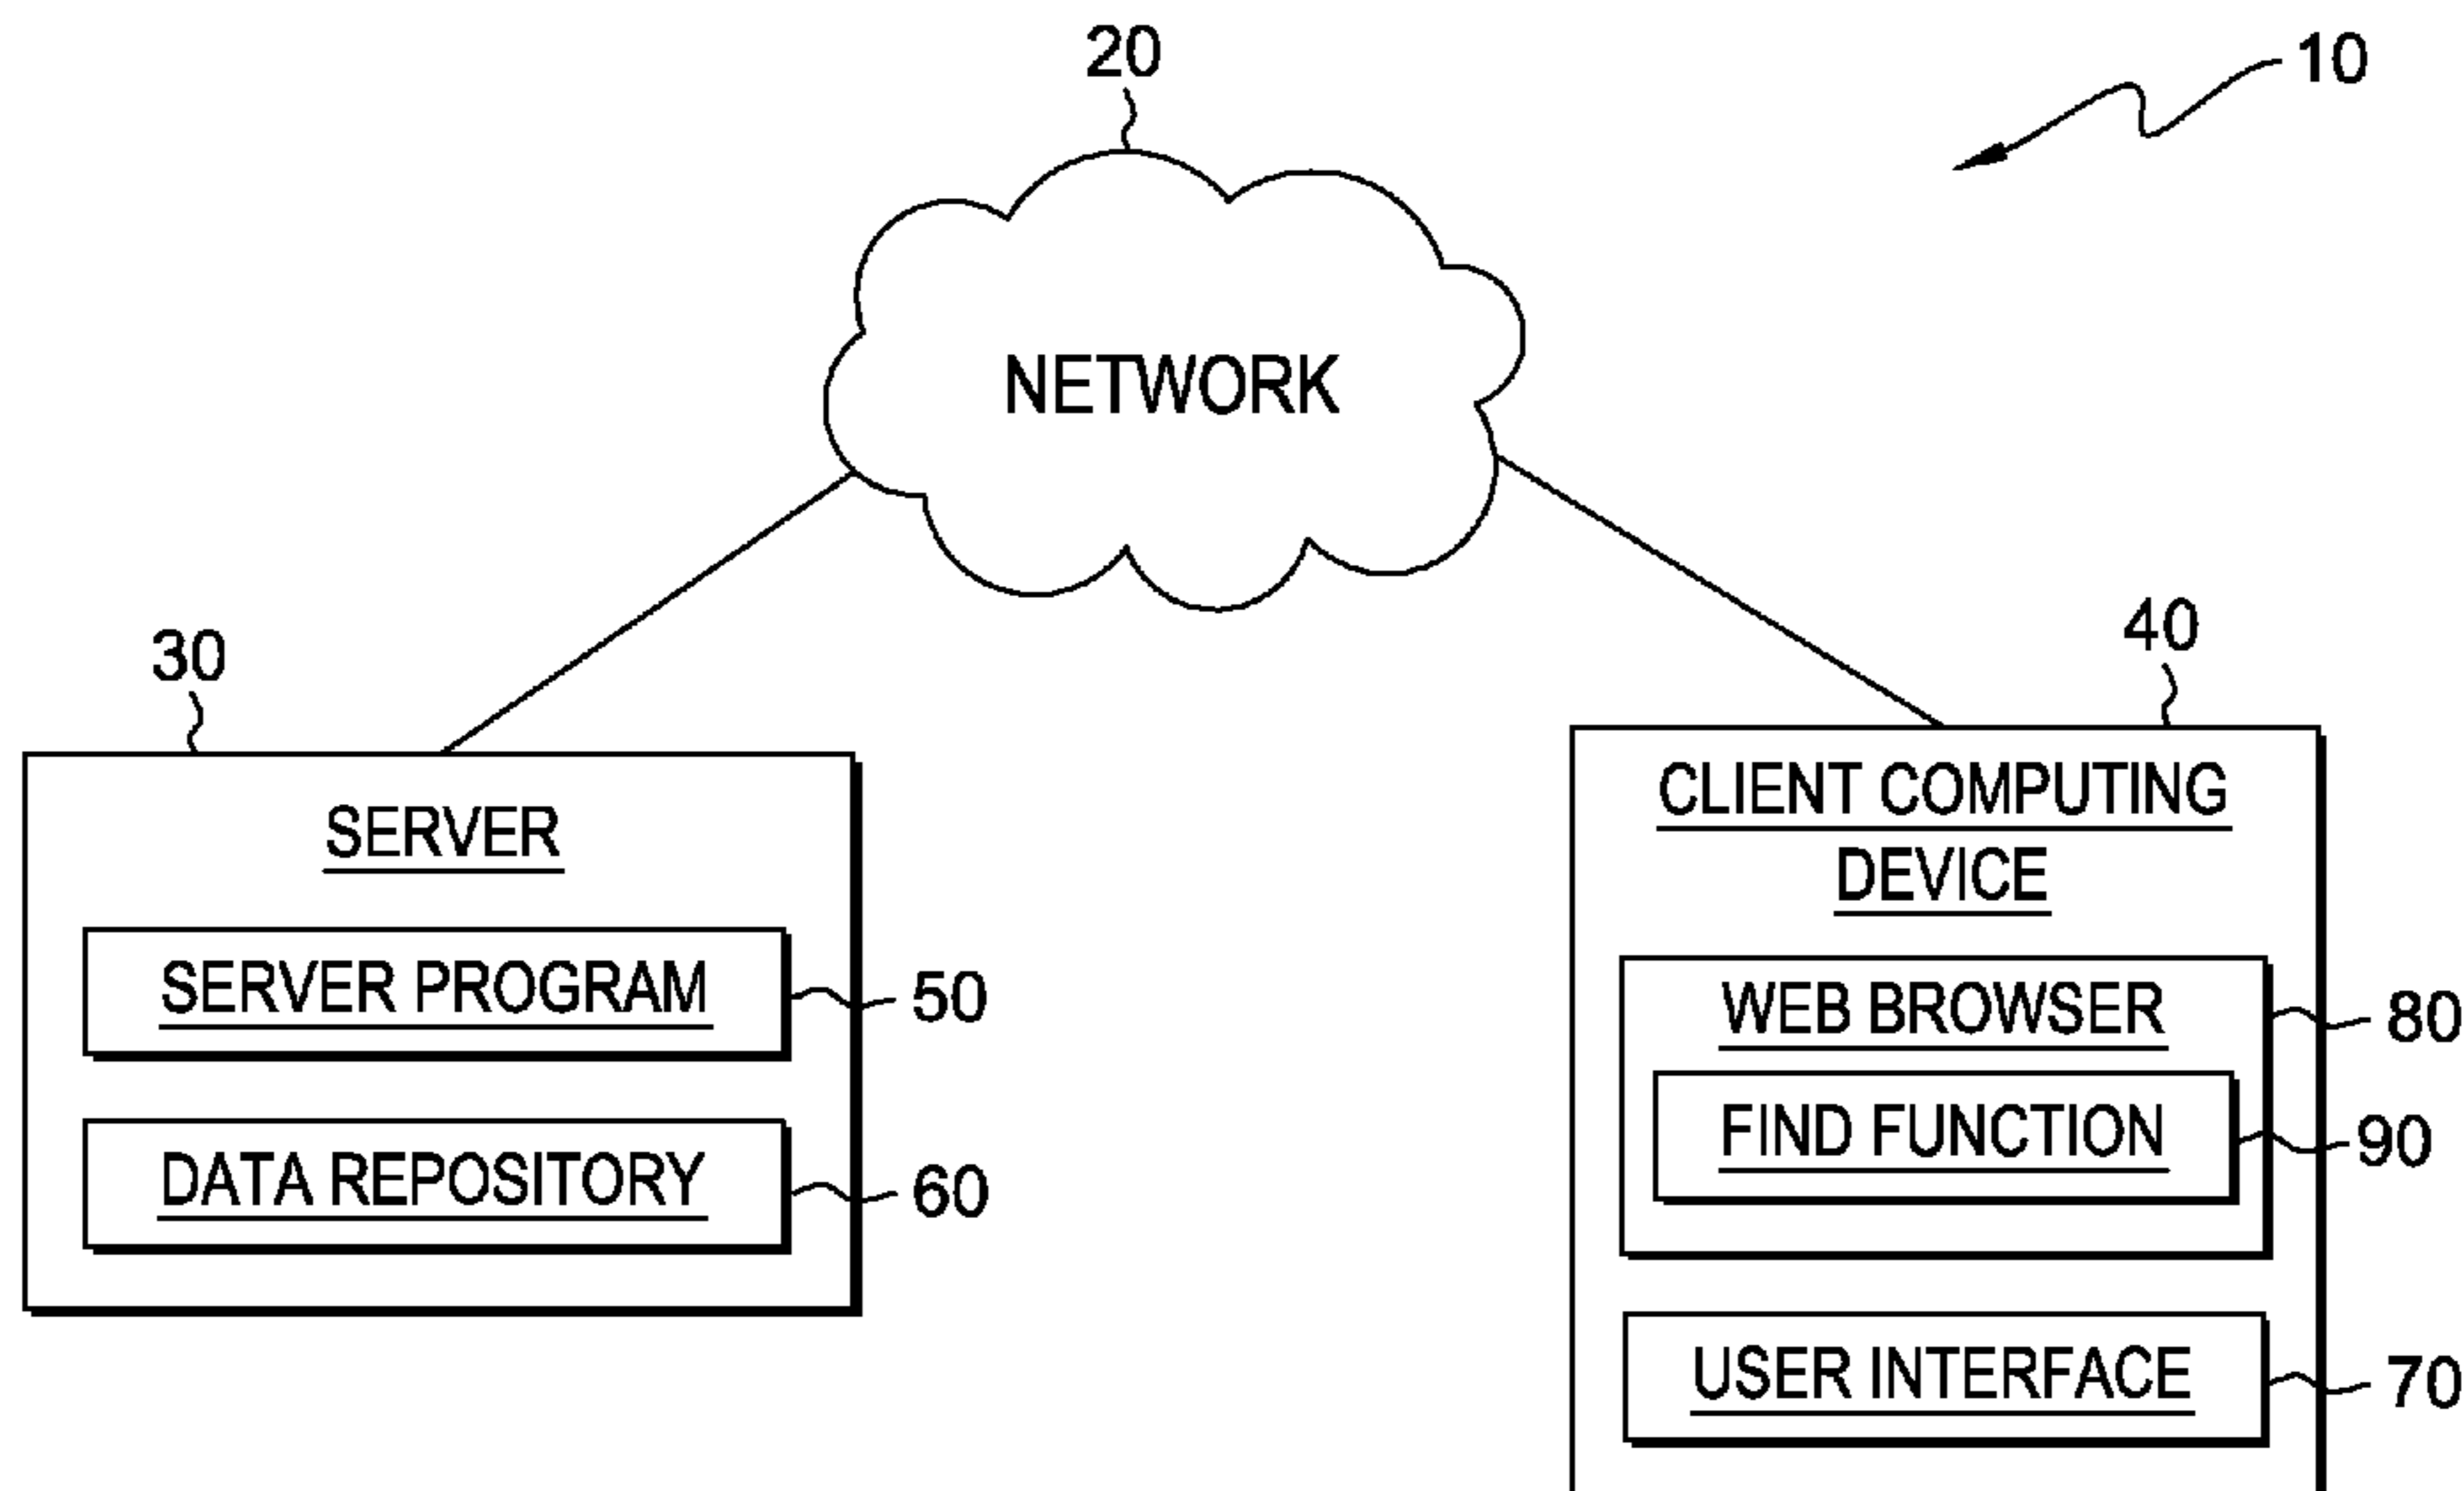 20
10
NETWORK
30
SERVER
SERVER PROGRAM
50
DATA REPOSITORY
60
40
CLIENT COMPUTING
DEVICE
WEB BROWSER
80
FIND FUNCTION
90
USER INTERFACE
70